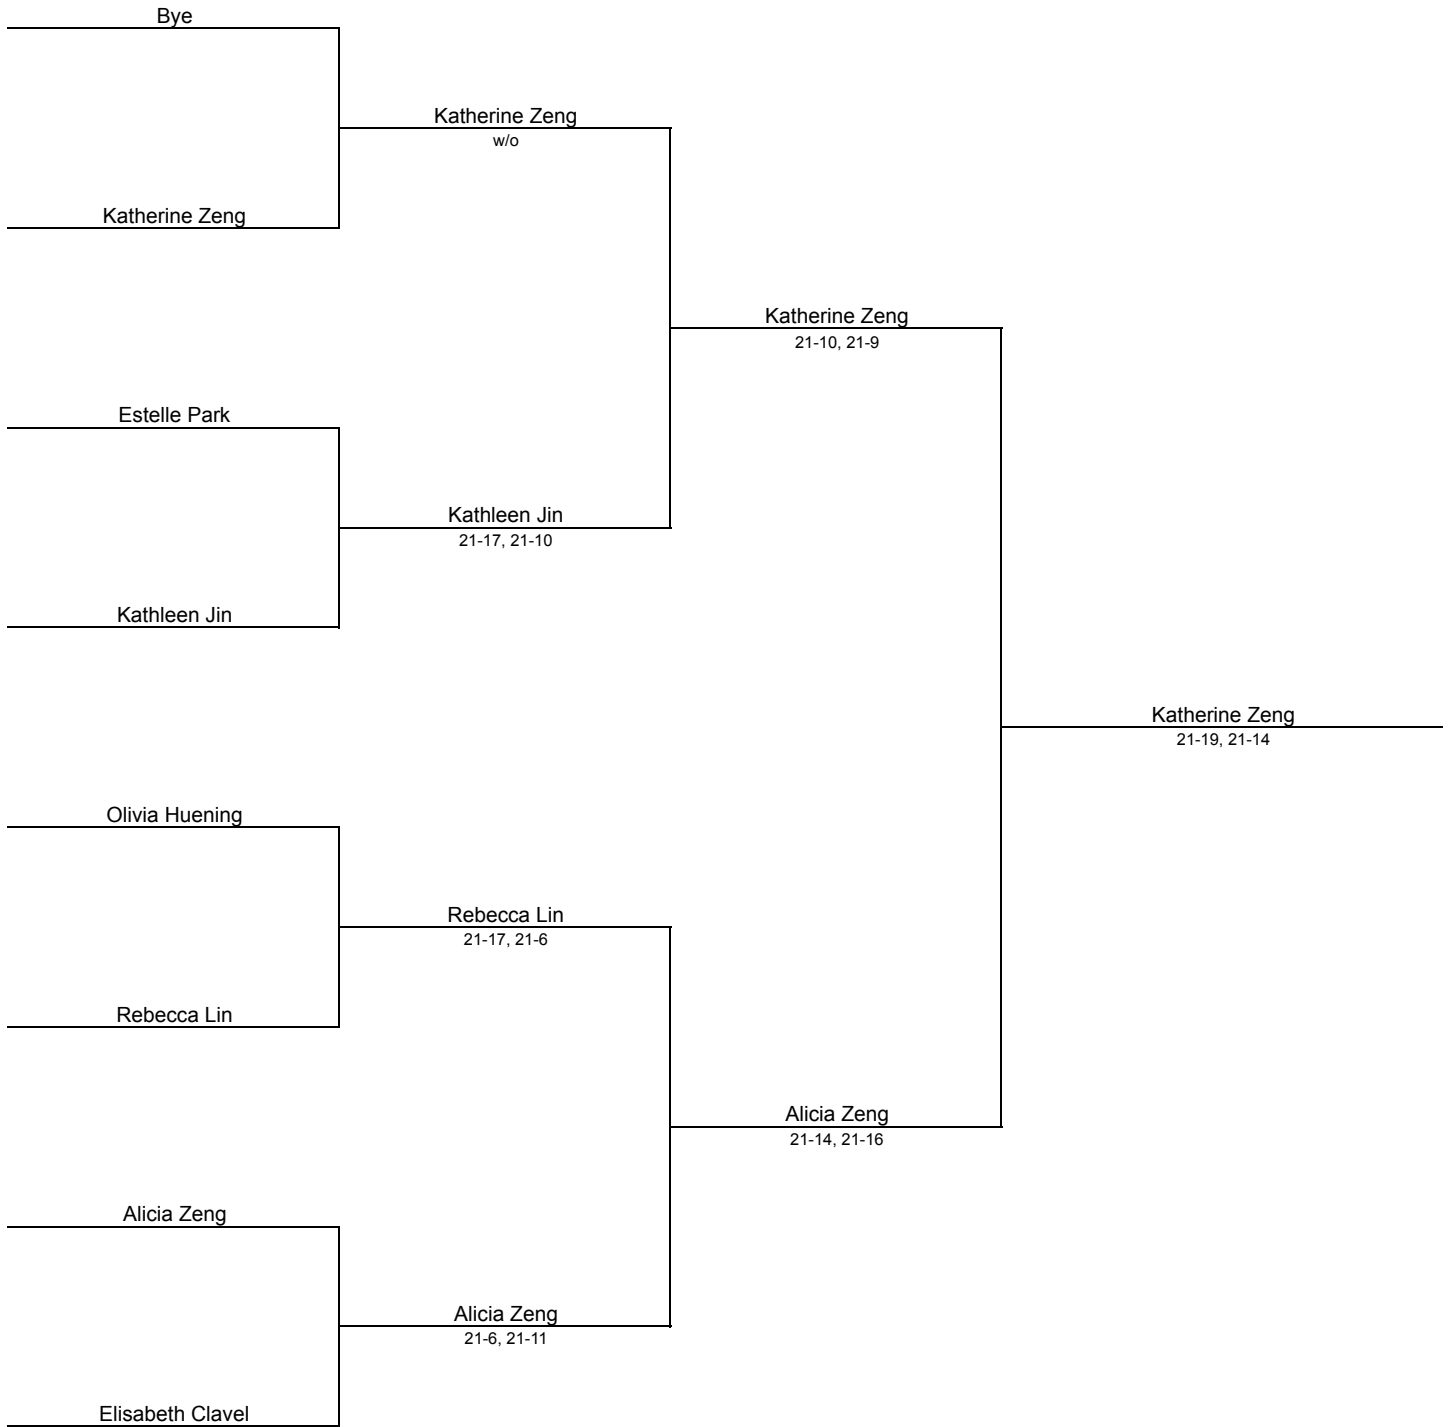 Bye
Katherine Zeng
w/o
Katherine Zeng
Katherine Zeng
21-10, 21-9
Estelle Park
Kathleen Jin
21-17, 21-10
Kathleen Jin
Katherine Zeng
21-19, 21-14
Olivia Huening
Rebecca Lin
21-17, 21-6
Rebecca Lin
Alicia Zeng
21-14, 21-16
Alicia Zeng
Alicia Zeng
21-6, 21-11
Elisabeth Clavel